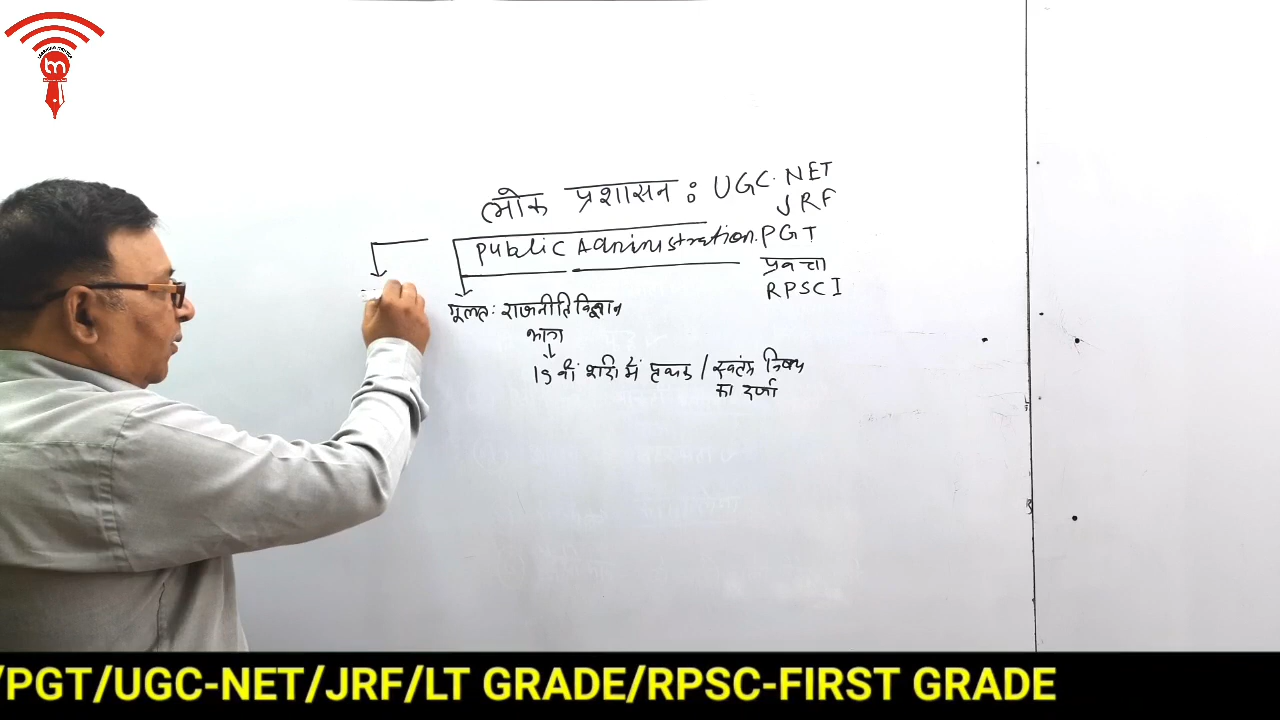 लोक प्रशासन : UGC. NET
JRF
Public Administration. PGT
प्रवक्ता
RPSC I
मूलतः राजनीति विज्ञान
भाग
19 वीं शदी में पृथक / स्वतंत्र विषय
का दर्जा
/PGT/UGC-NET/JRF/LT GRADE/RPSC-FIRST GRADE